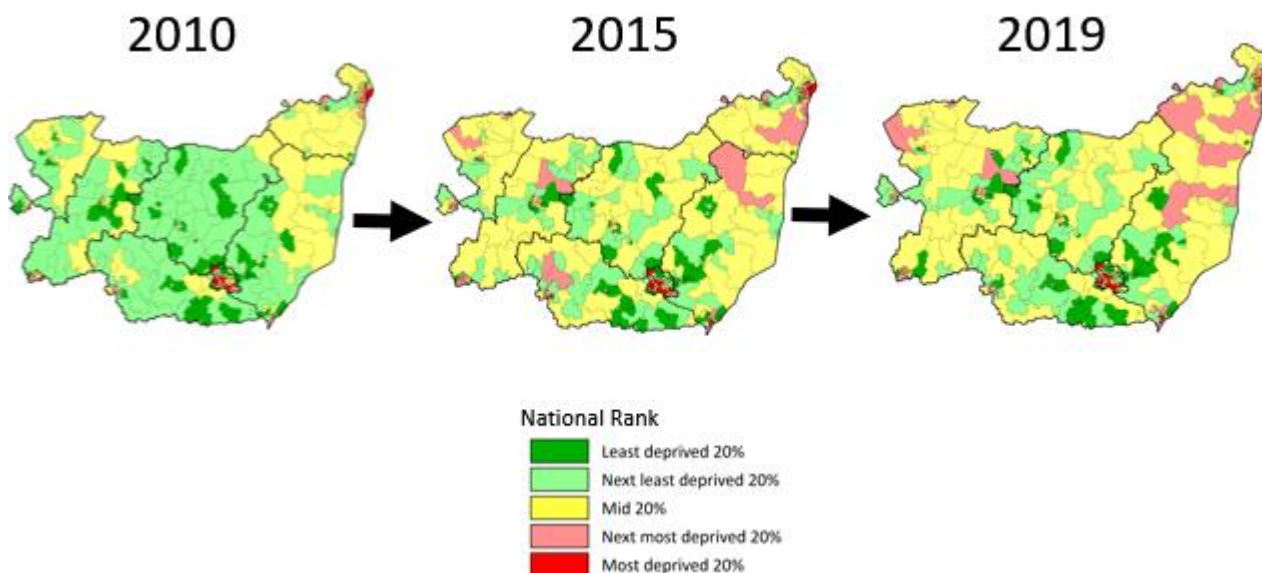 2010
2015
2019
National Rank
Least deprived 20%
Next least deprived 20%
Mid 20%
Next most deprived 20%
Most deprived 20%